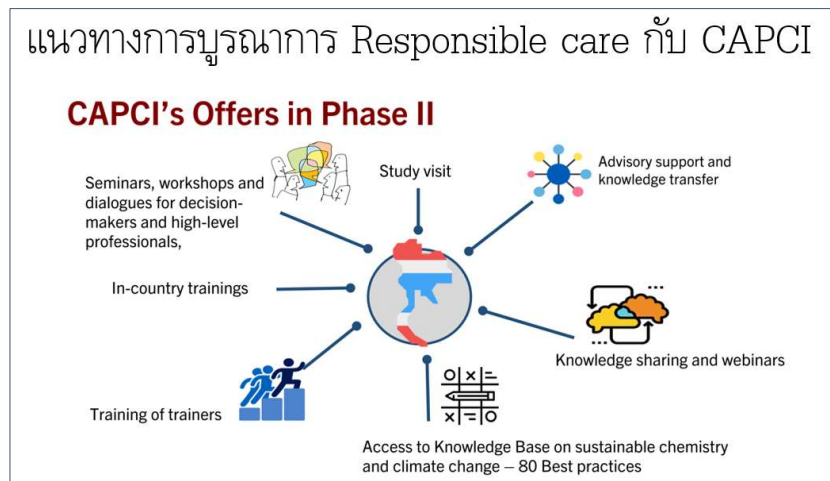 แนวทางการบูรณาการ Responsible care กับ CAPCI
CAPCI's Offers in Phase II
Seminars, workshops and
dialogues for decision-
makers and high-level
professionals,
Study visit
Advisory support and
knowledge transfer
In-country trainings
Knowledge sharing and webinars
Training of trainers
Access to Knowledge Base on sustainable chemistry
and climate change – 80 Best practices